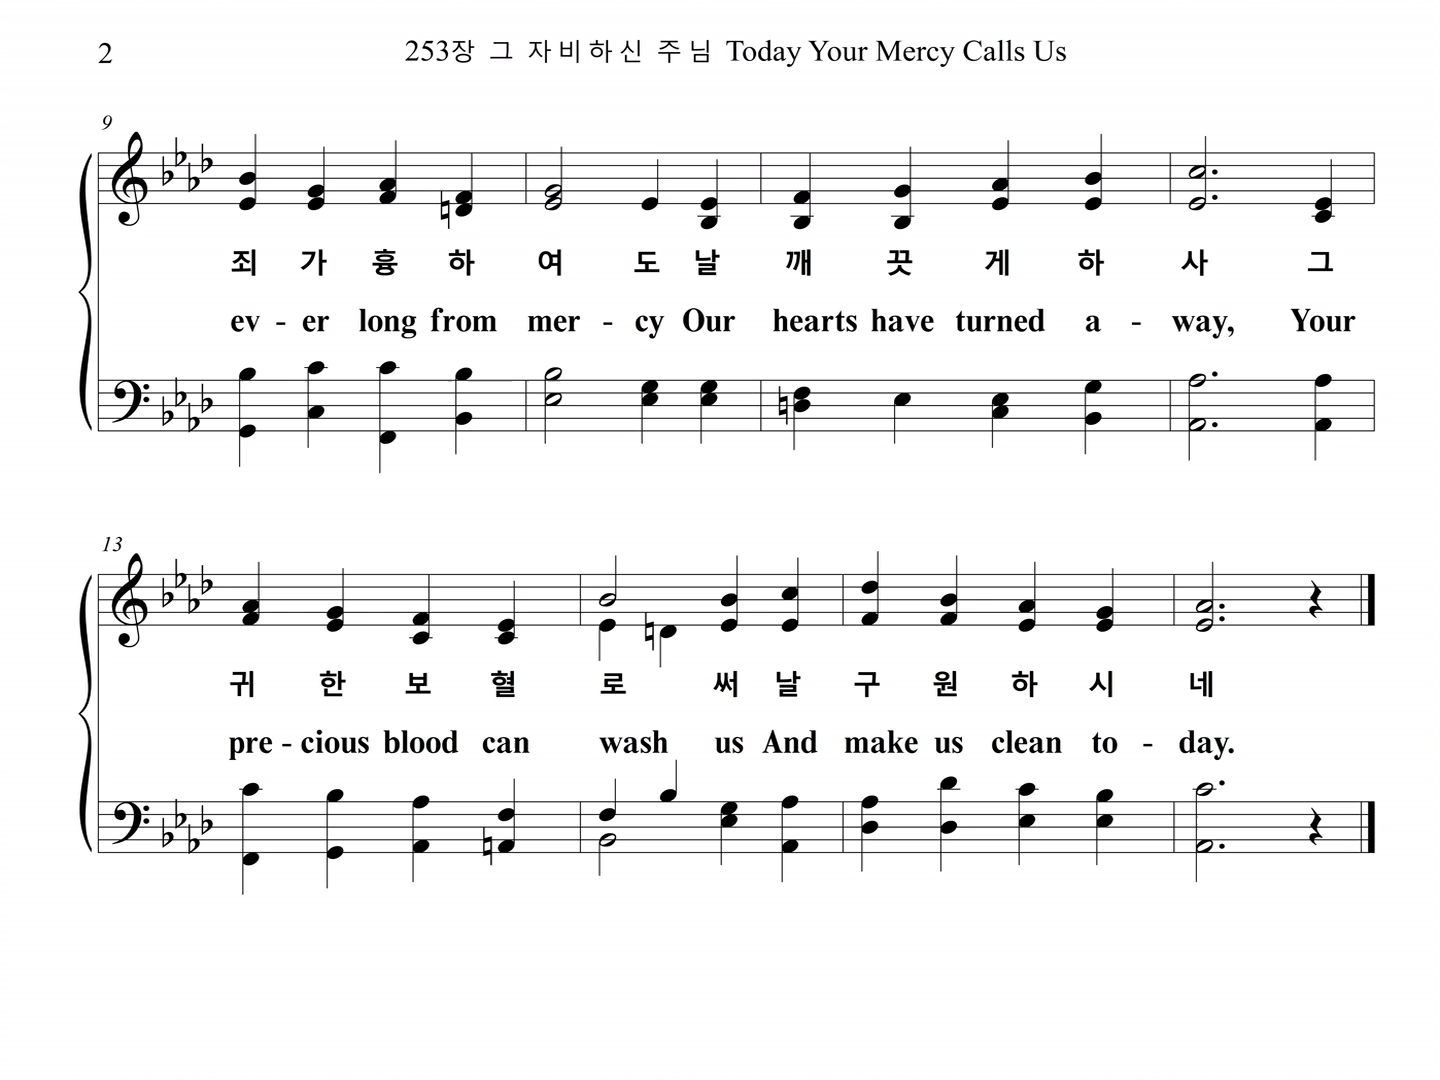 2
253장 그 자비하신 주님 Today Your Mercy Calls Us
9
죄 가 흉 하 여 도 날 깨 끗 게 하 사 그
ev - er long from mer - cy Our hearts have turned a - way, Your
13
귀 한 보 혈 로 써 날 구 원 하 시 네
pre - cious blood can wash us And make us clean to - day.